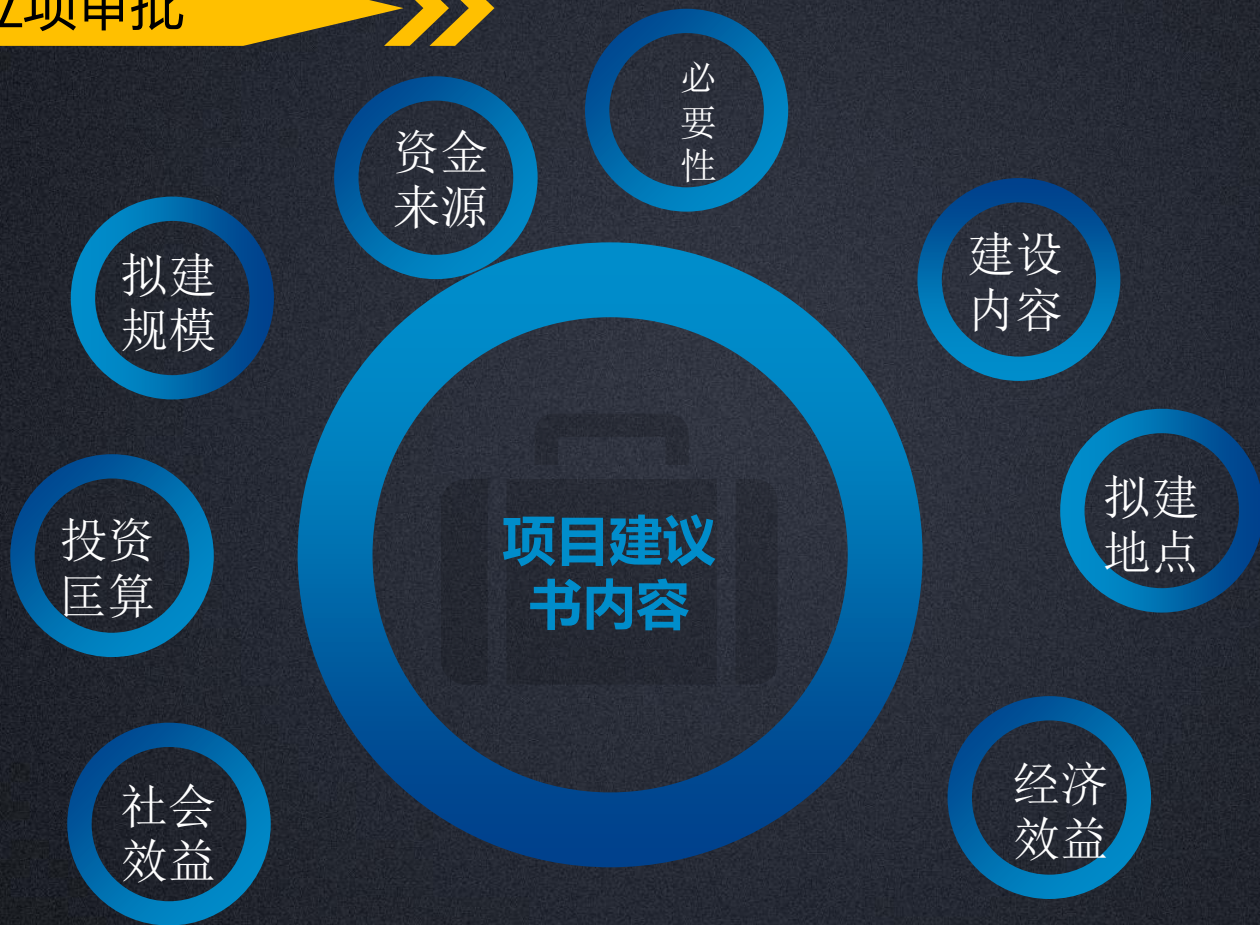 立项审批
必
要
性
资金
来源
建设
内容
拟建
规模
拟建
地点
投资
匡算
项目建议
书内容
经济
效益
社会
效益